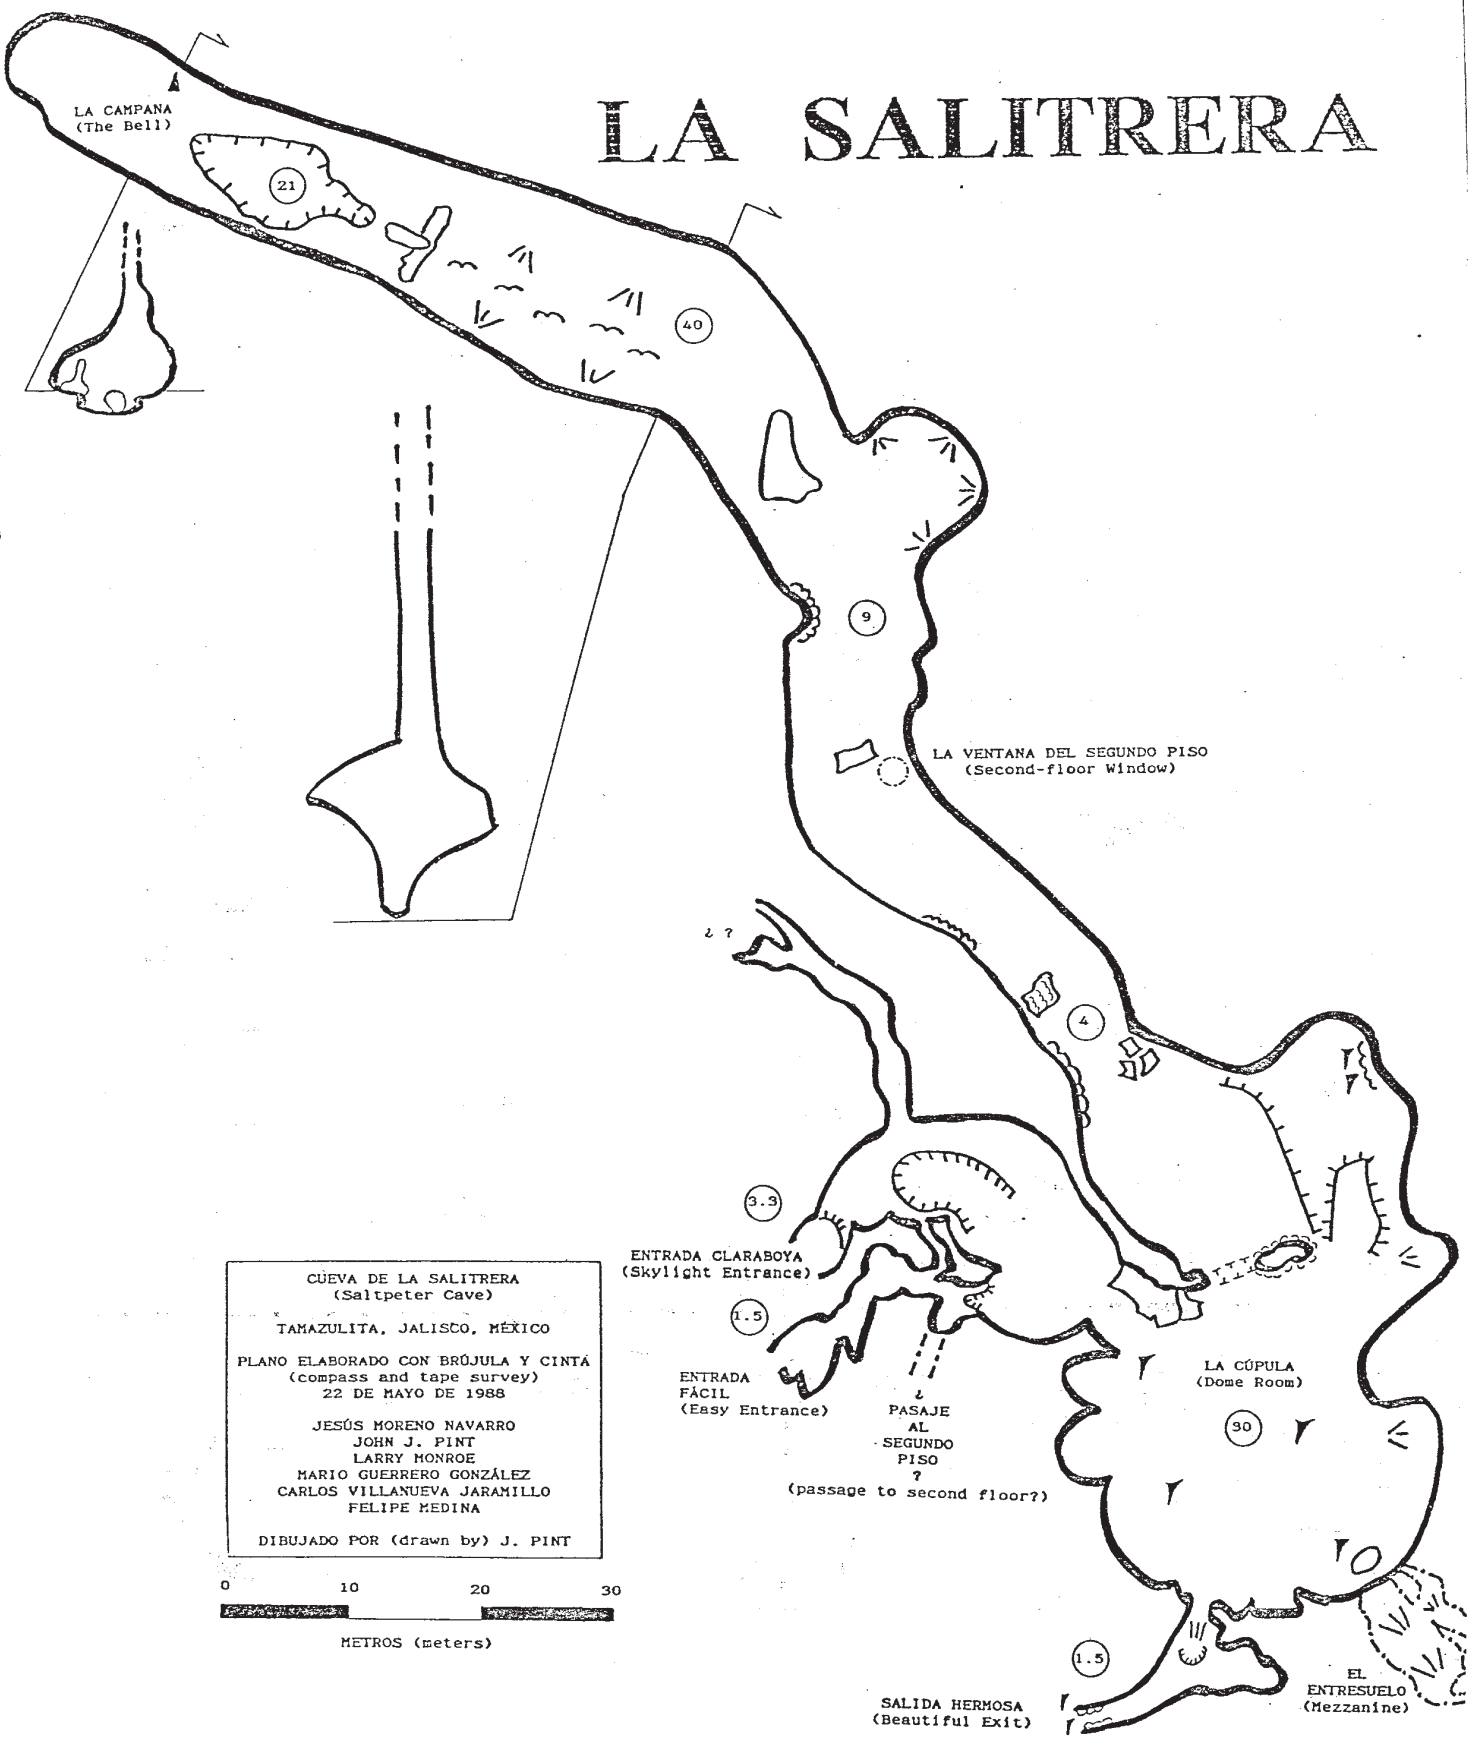 LA SALITRERA
LA CAMPANA
(The Bell)
21
40
9
LA VENTANA DEL SEGUNDO PISO
(Second-floor Window)
¿ ?
4
3.3
ENTRADA CLARABOYA
(Skylight Entrance)
1.5
ENTRADA
FÁCIL
(Easy Entrance)
¿
PASAJE
AL
SEGUNDO
PISO
?
(passage to second floor?)
LA CÚPULA
(Dome Room)
30
1.5
SALIDA HERMOSA
(Beautiful Exit)
EL
ENTRESUELO
(Mezzanine)
CUEVA DE LA SALITRERA
(Saltpeter Cave)
TAMAZULITA, JALISCO, MÉXICO
PLANO ELABORADO CON BRÚJULA Y CINTA
(compass and tape survey)
22 DE MAYO DE 1988
JESÚS MORENO NAVARRO
JOHN J. PINT
LARRY MONROE
MARIO GUERRERO GONZÁLEZ
CARLOS VILLANUEVA JARAMILLO
FELIPE MEDINA
DIBUJADO POR (drawn by) J. PINT
0 10 20 30
METROS (meters)